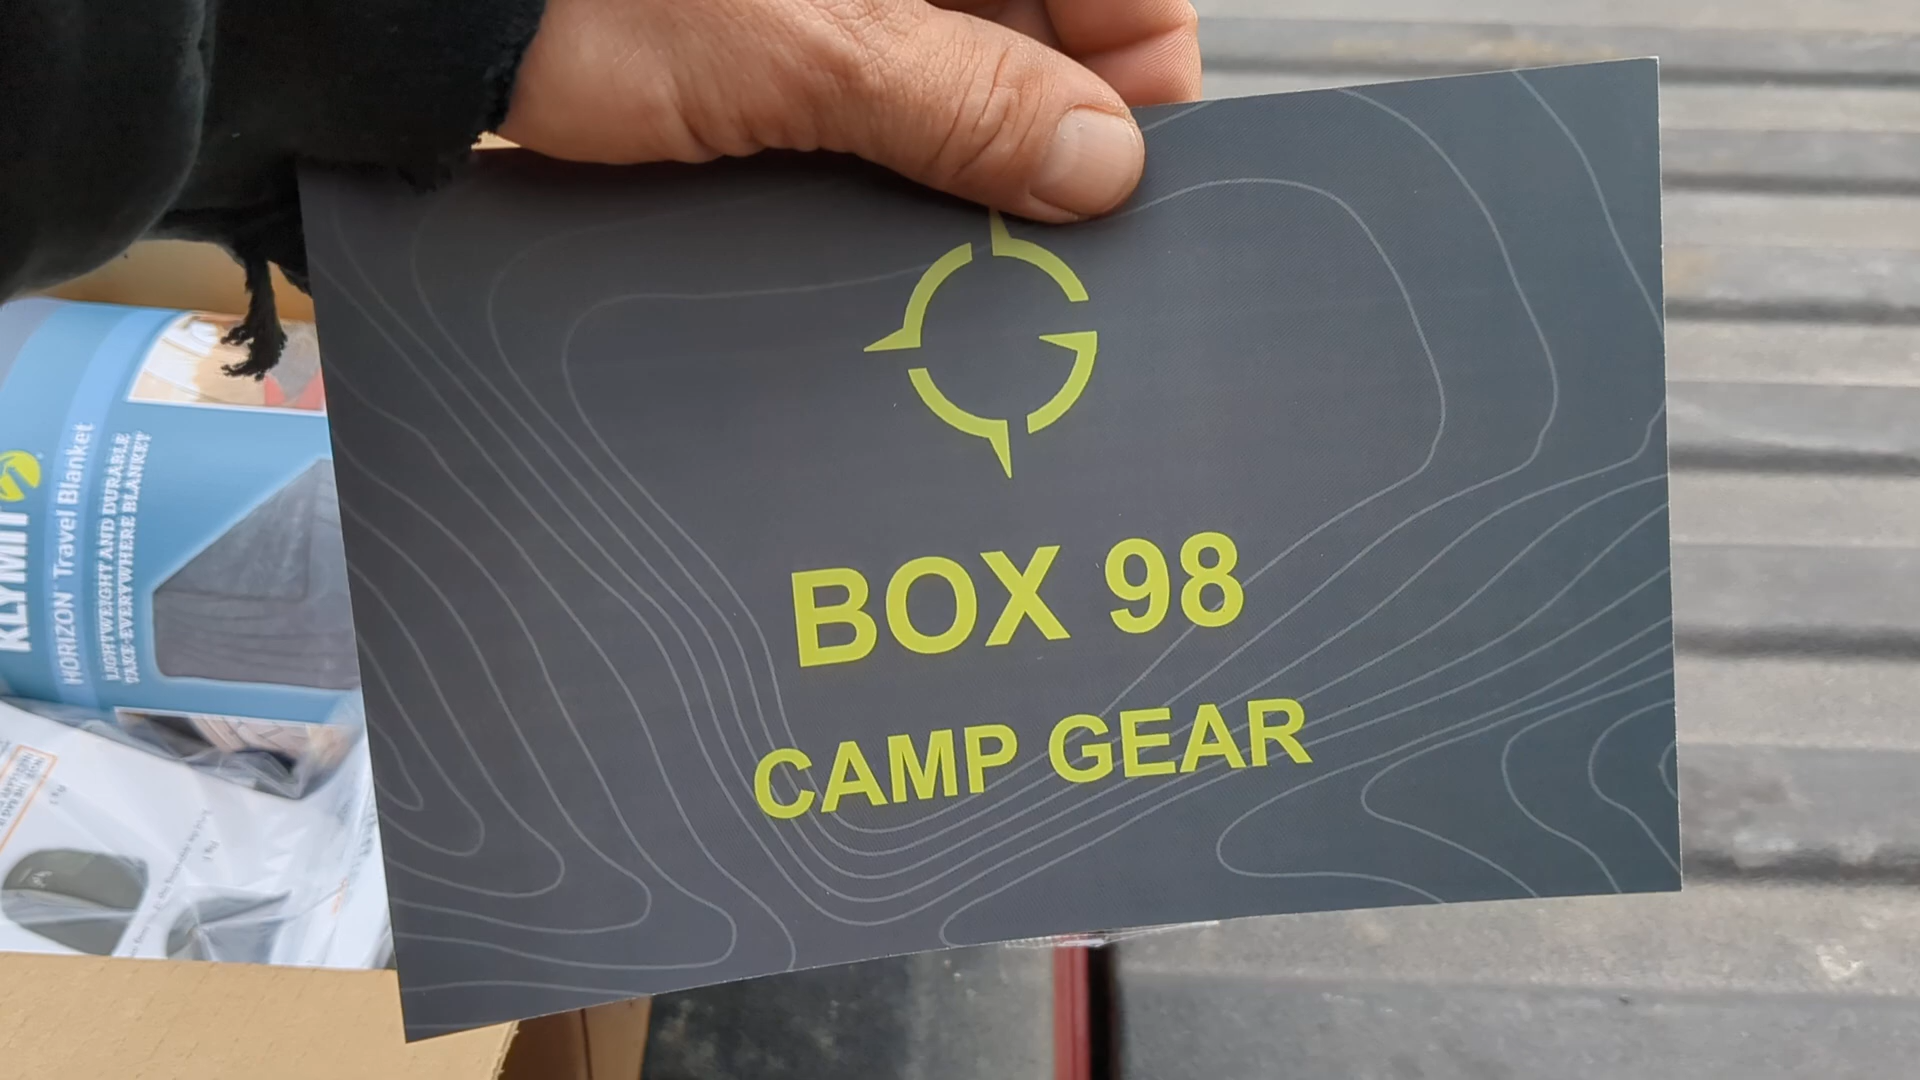 BOX 98
CAMP GEAR
KLYMIT
HORIZON Travel Blanket
LIGHTWEIGHT AND DURABLE
TAKE-EVERYWHERE BLANKET